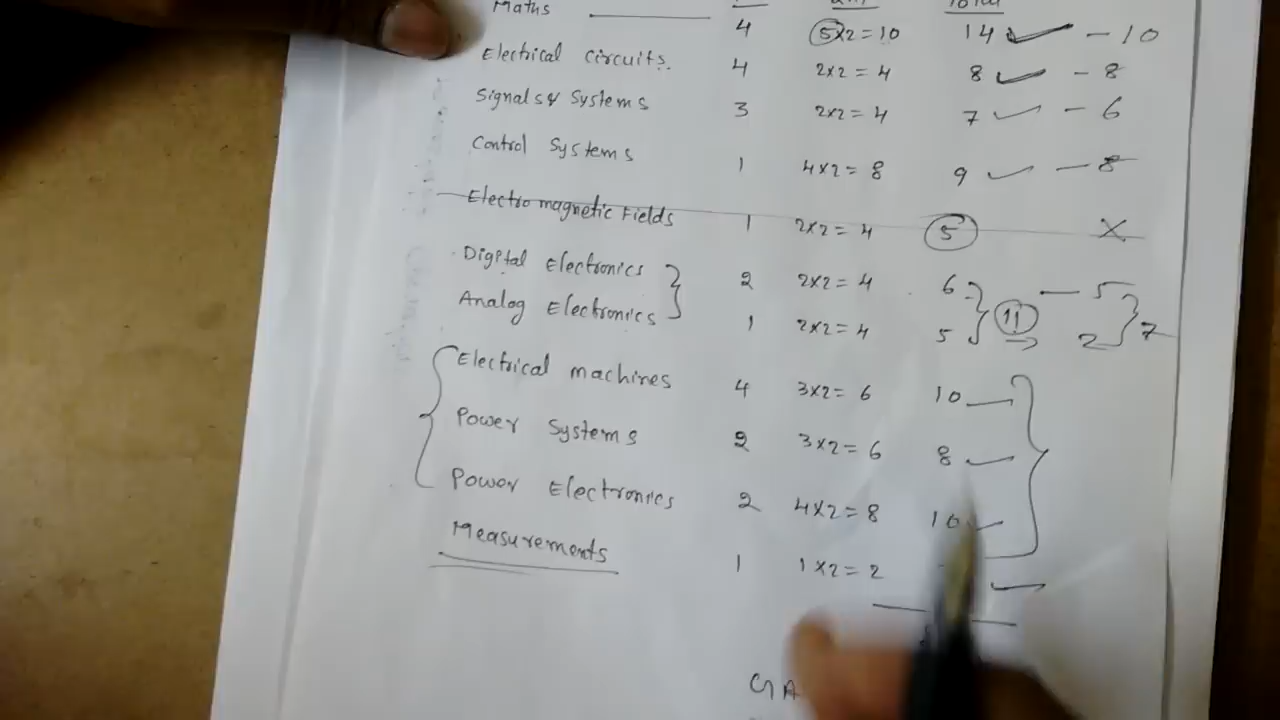 Maths 4 5x2=10 14 - 10
Electrical Circuits. 4 2x2=4 8 - 8
Signals & Systems 3 2x2=4 7 - 6
Control Systems 1 4x2=8 9 - 8
Electro magnetic Fields 1 2x2=4 5 X
Digital Electronics 2 2x2=4 6 - 5
11 7
Analog Electronics 1 2x2=4 5 2
Electrical machines 4 3x2=6 10
Power Systems 2 3x2=6 8
Power Electronics 2 4x2=8 10
Measurements 1 1x2=2
GA